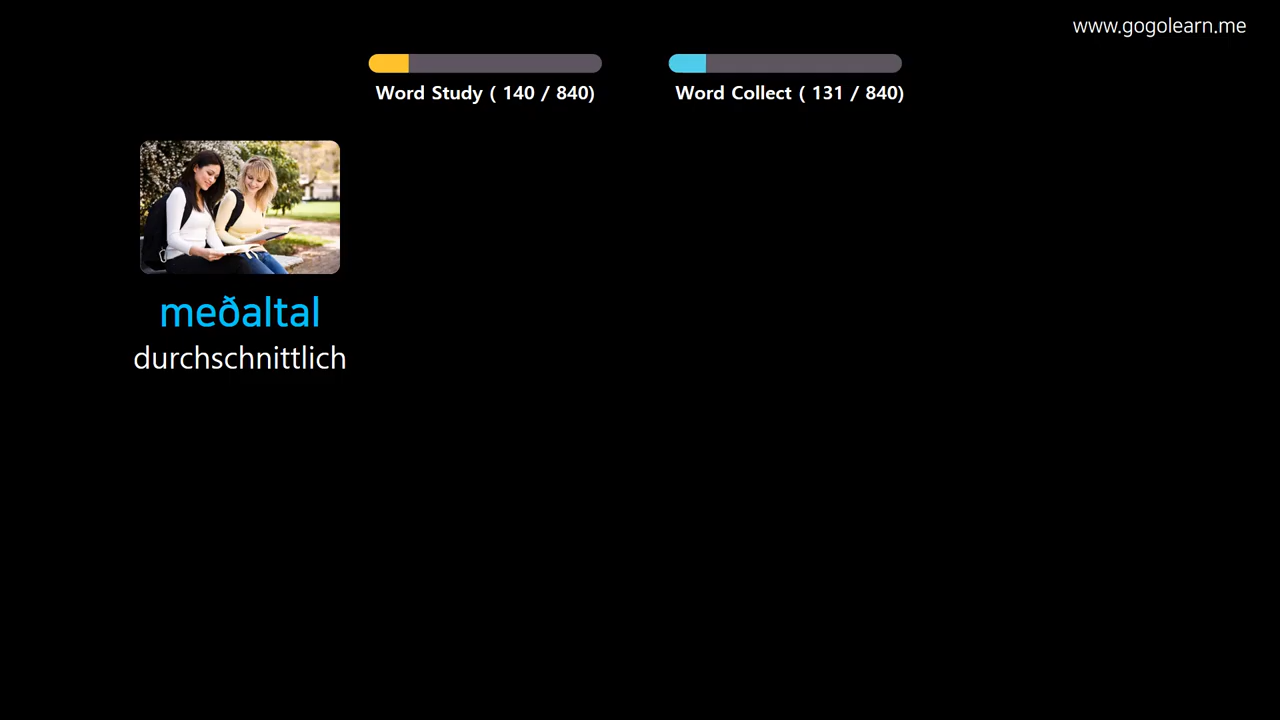 www.gogolearn.me
Word Study ( 140 / 840)
Word Collect ( 131 / 840)
meðaltal
durchschnittlich